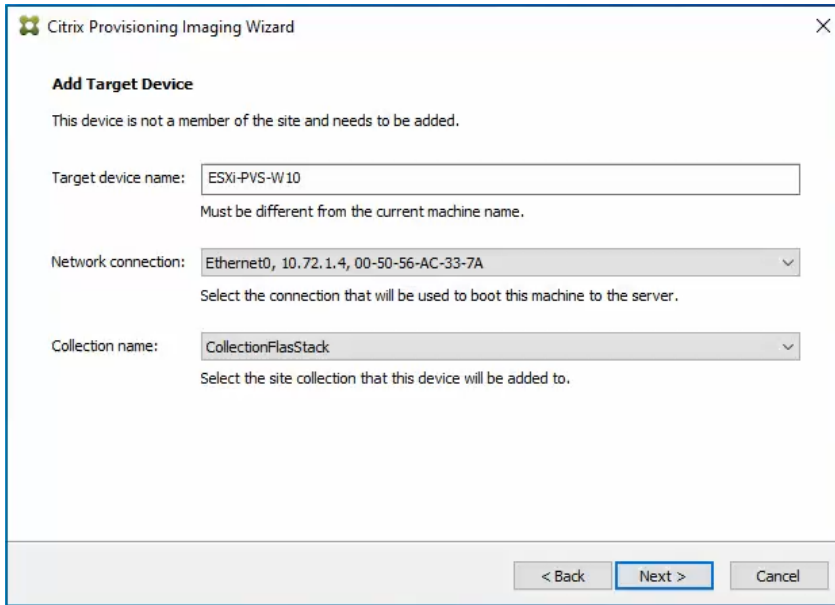 Citrix Provisioning Imaging Wizard
Add Target Device
This device is not a member of the site and needs to be added.
Target device name: ESXi-PVS-W10
Must be different from the current machine name.
Network connection: Ethernet0, 10.72.1.4, 00-50-56-AC-33-7A
Select the connection that will be used to boot this machine to the server.
Collection name: CollectionFlasStack
Select the site collection that this device will be added to.
< Back Next > Cancel